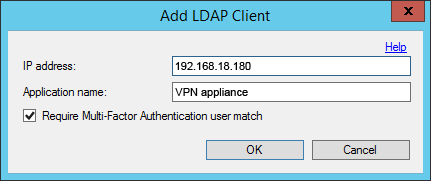 Add LDAP Client
x
Help
IP address: 192.168.18.180
Application name: VPN appliance
Require Multi-Factor Authentication user match
OK Cancel